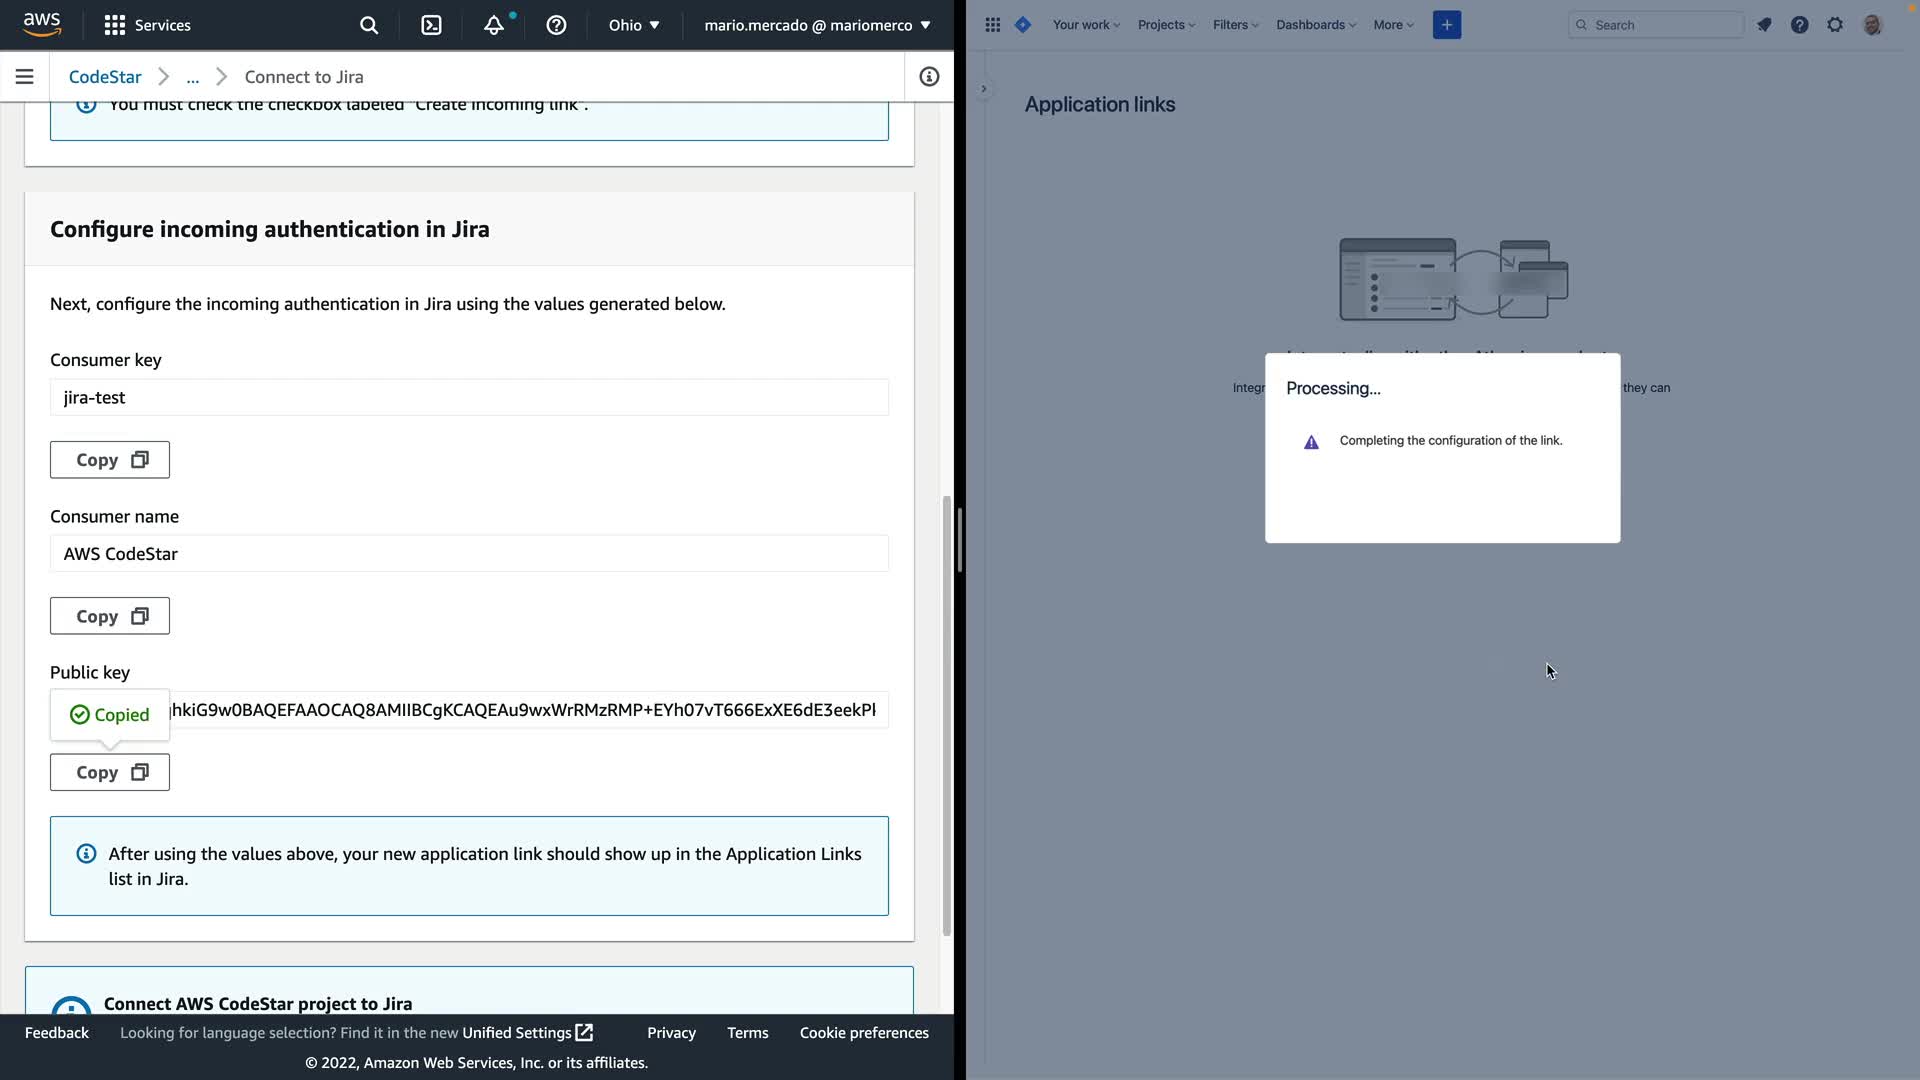 aws
Services
Ohio
mario.mercado @ mariomerco
CodeStar
...
Connect to Jira
You must check the checkbox labeled "Create incoming link".
Configure incoming authentication in Jira
Next, configure the incoming authentication in Jira using the values generated below.
Consumer key
jira-test
Copy
Consumer name
AWS CodeStar
Copy
Public key
Copied
hkiG9w0BAQEFAAOCAQ8AMIIBCgKCAQEAu9wxWrRMzRMP+EYh07vT666ExXE6dE3eekPl
Copy
After using the values above, your new application link should show up in the Application Links
list in Jira.
Connect AWS CodeStar project to Jira
Feedback
Looking for language selection? Find it in the new Unified Settings
Privacy
Terms
Cookie preferences
© 2022, Amazon Web Services, Inc. or its affiliates.
Your work
Projects
Filters
Dashboards
More
Search
Application links
Integr
they can
Processing...
Completing the configuration of the link.